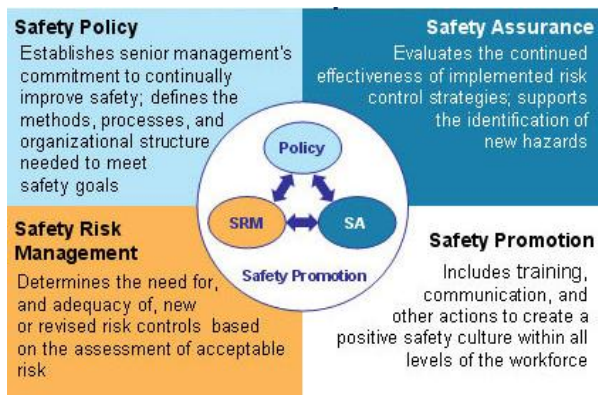 Safety Policy
Establishes senior management's
commitment to continually
improve safety; defines the
methods, processes, and
organizational structure
needed to meet
safety goals
Safety Assurance
Evaluates the continued
effectiveness of implemented risk
control strategies; supports
the identification of
new hazards
Policy
SRM
SA
Safety Promotion
Safety Risk
Management
Determines the need for,
and adequacy of, new
or revised risk controls based
on the assessment of acceptable
risk
Safety Promotion
Includes training,
communication, and
other actions to create a
positive safety culture within all
levels of the workforce